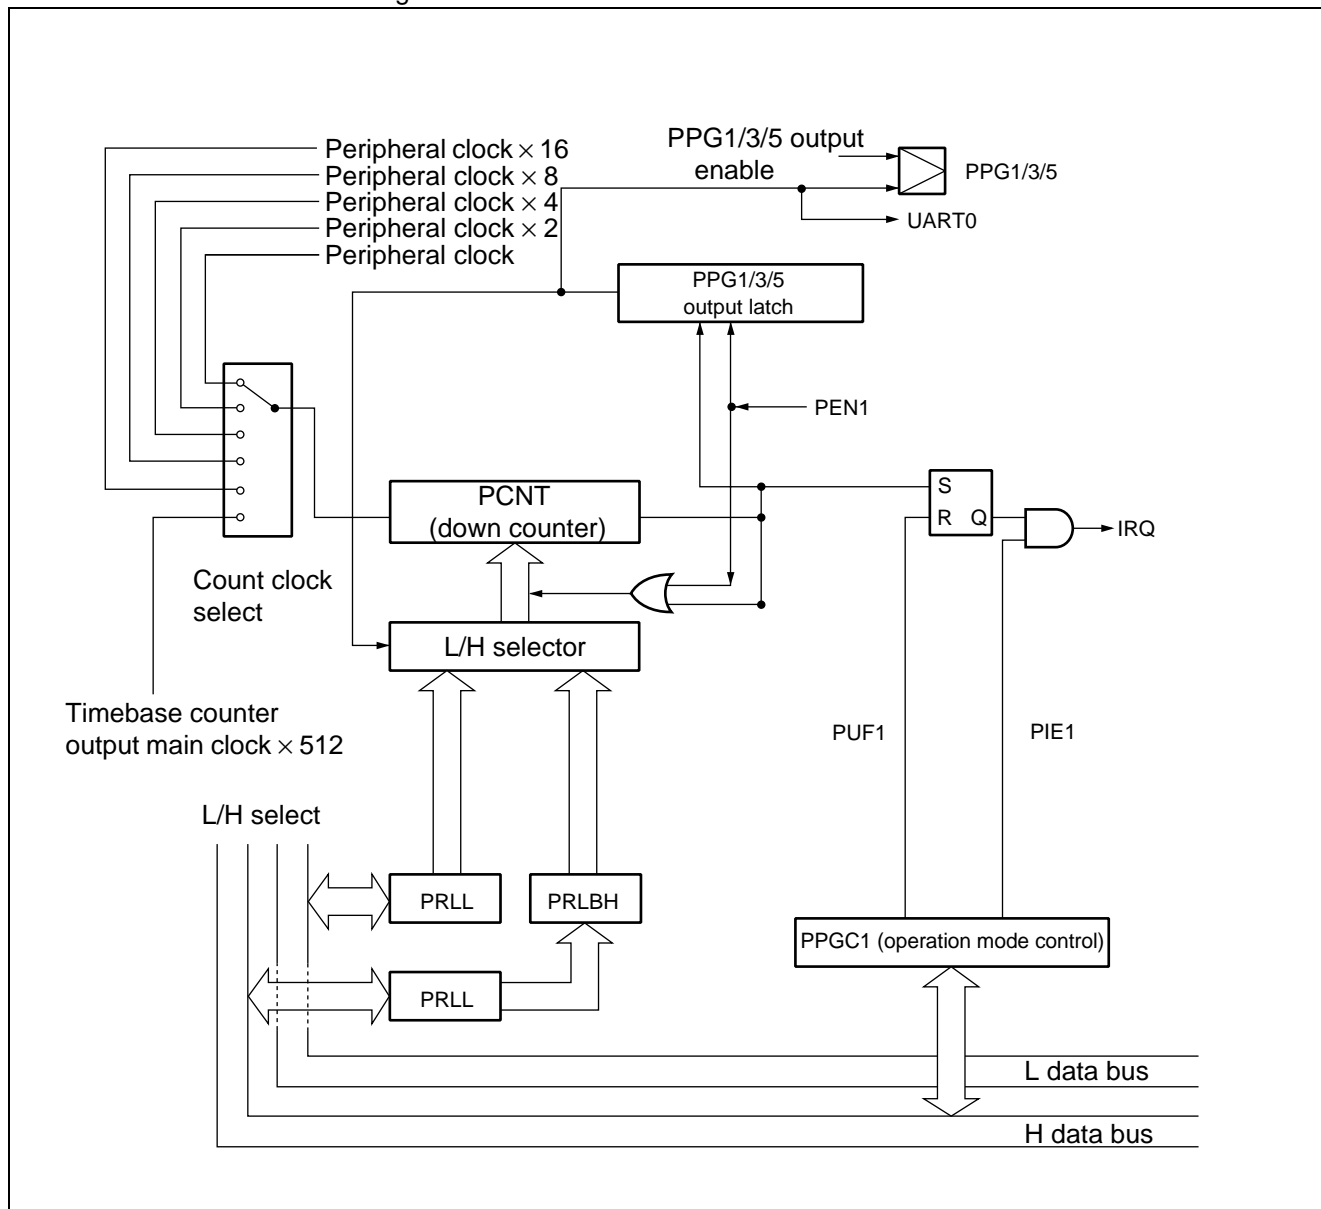 Peripheral clock × 16
Peripheral clock × 8
Peripheral clock × 4
Peripheral clock × 2
Peripheral clock
PPG1/3/5 output
enable
PPG1/3/5
UART0
PPG1/3/5
output latch
PEN1
PCNT
(down counter)
S
R Q
IRQ
Count clock
select
L/H selector
Timebase counter
output main clock × 512
PUF1
PIE1
L/H select
PRLL
PRLBH
PPGC1 (operation mode control)
PRLL
L data bus
H data bus